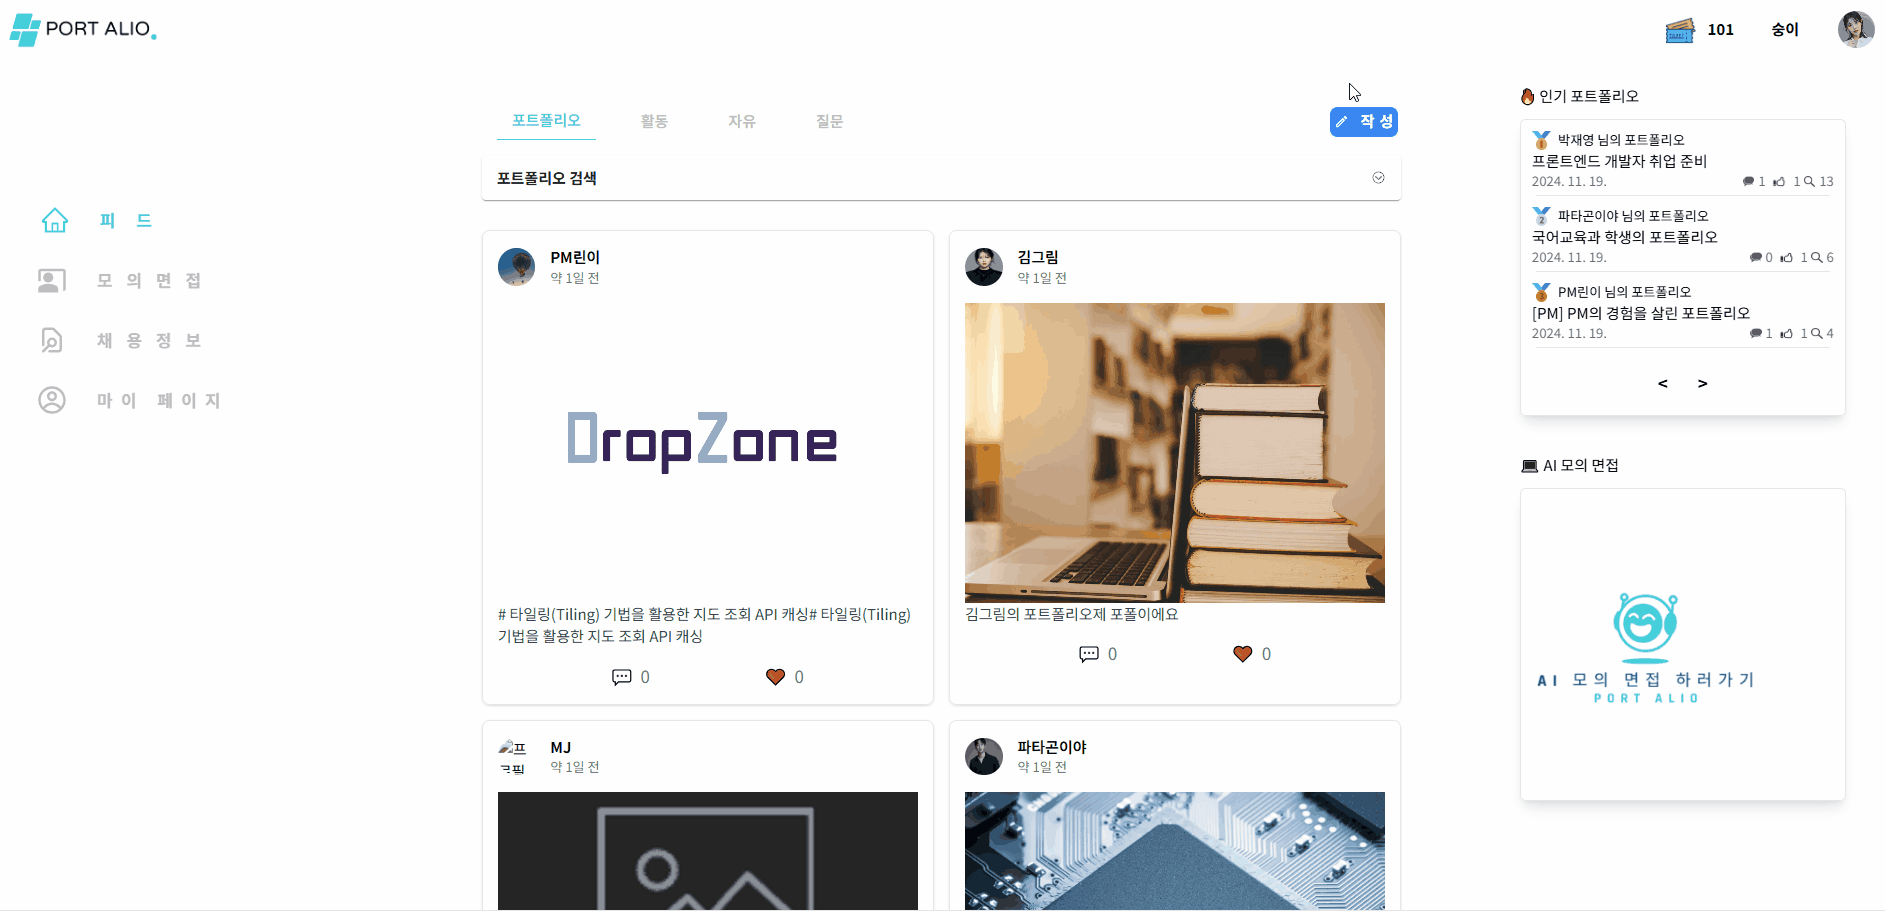 PORT ALIO.
101
숭이
피 드
모 의 면 접
채 용 정 보
마 이 페 이 지
포트폴리오
활동
자유
질문
작 성
포트폴리오 검색
PM린이
약 1일 전
DropZone
# 타일링(Tiling) 기법을 활용한 지도 조회 API 캐싱# 타일링(Tiling)
기법을 활용한 지도 조회 API 캐싱
0
0
김그림
약 1일 전
김그림의 포트폴리오제 포폴이에요
0
0
MJ
약 1일 전
파타곤이야
약 1일 전
인기 포트폴리오
1
박재영 님의 포트폴리오
프론트엔드 개발자 취업 준비
2024. 11. 19.
1
1
13
2
파타곤이야 님의 포트폴리오
국어교육과 학생의 포트폴리오
2024. 11. 19.
0
1
6
3
PM린이 님의 포트폴리오
[PM] PM의 경험을 살린 포트폴리오
2024. 11. 19.
1
1
4
< >
AI 모의 면접
AI 모의 면접 하러가기
PORT ALIO